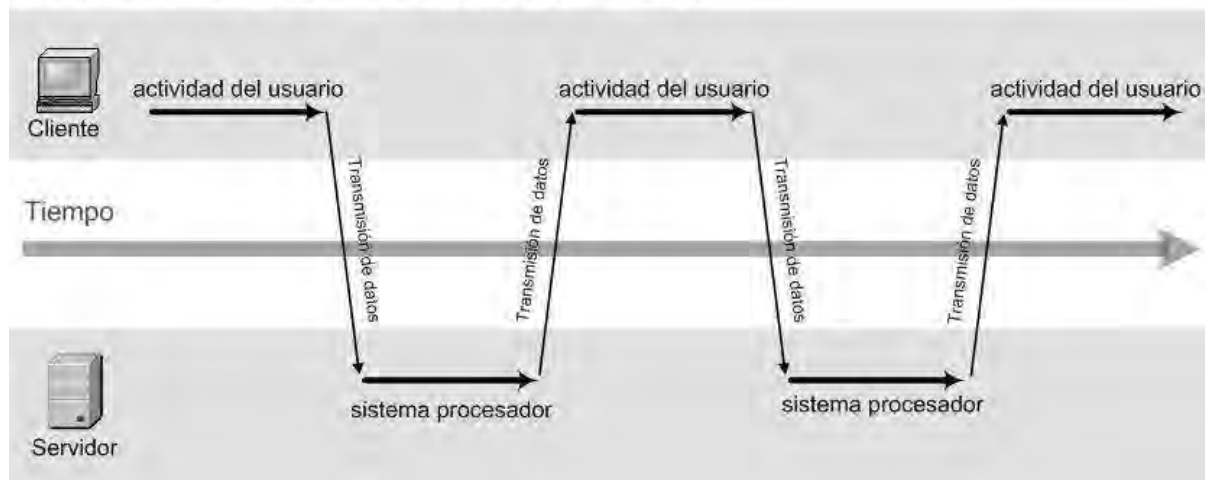 actividad del usuario
actividad del usuario
actividad del usuario
Cliente
Transmisión de datos
Transmisión de datos
Transmisión de datos
Transmisión de datos
Tiempo
sistema procesador
sistema procesador
Servidor